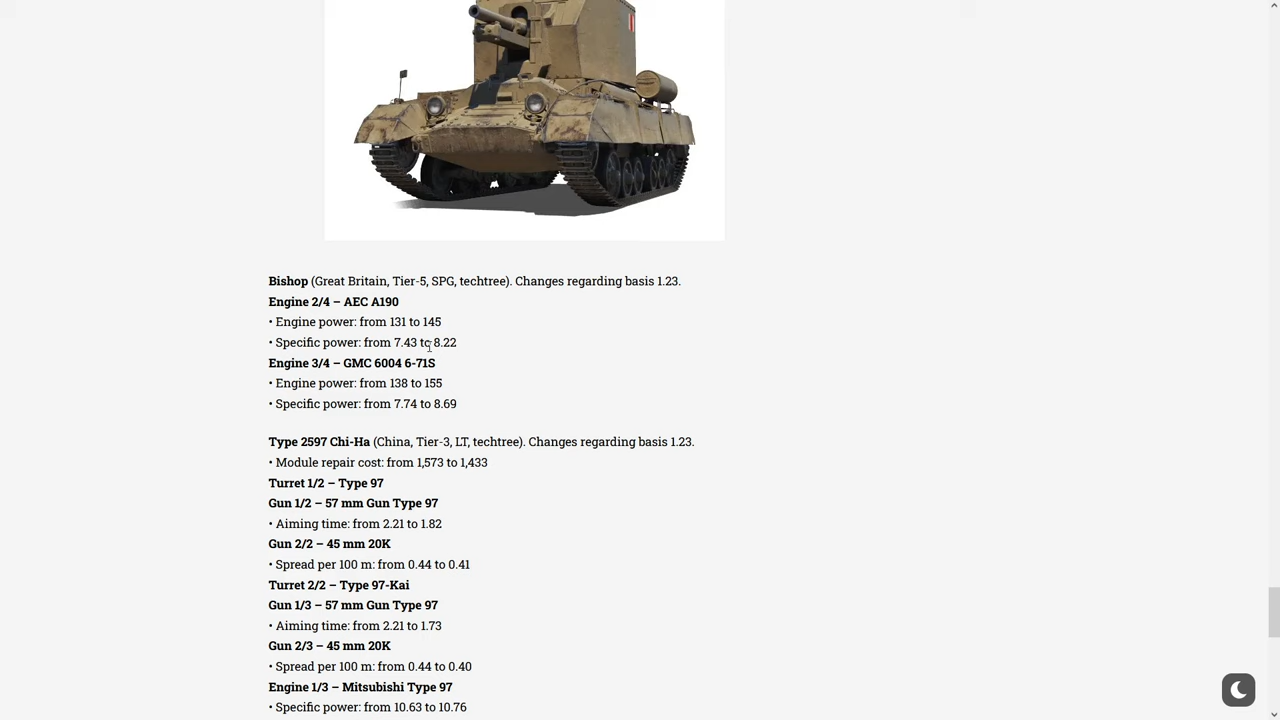 Bishop (Great Britain, Tier-5, SPG, techtree). Changes regarding basis 1.23.
Engine 2/4 – AEC A190
• Engine power: from 131 to 145
• Specific power: from 7.43 to 8.22
Engine 3/4 – GMC 6004 6-71S
• Engine power: from 138 to 155
• Specific power: from 7.74 to 8.69
Type 2597 Chi-Ha (China, Tier-3, LT, techtree). Changes regarding basis 1.23.
• Module repair cost: from 1,573 to 1,433
Turret 1/2 – Type 97
Gun 1/2 – 57 mm Gun Type 97
• Aiming time: from 2.21 to 1.82
Gun 2/2 – 45 mm 20K
• Spread per 100 m: from 0.44 to 0.41
Turret 2/2 – Type 97-Kai
Gun 1/3 – 57 mm Gun Type 97
• Aiming time: from 2.21 to 1.73
Gun 2/3 – 45 mm 20K
• Spread per 100 m: from 0.44 to 0.40
Engine 1/3 – Mitsubishi Type 97
• Specific power: from 10.63 to 10.76